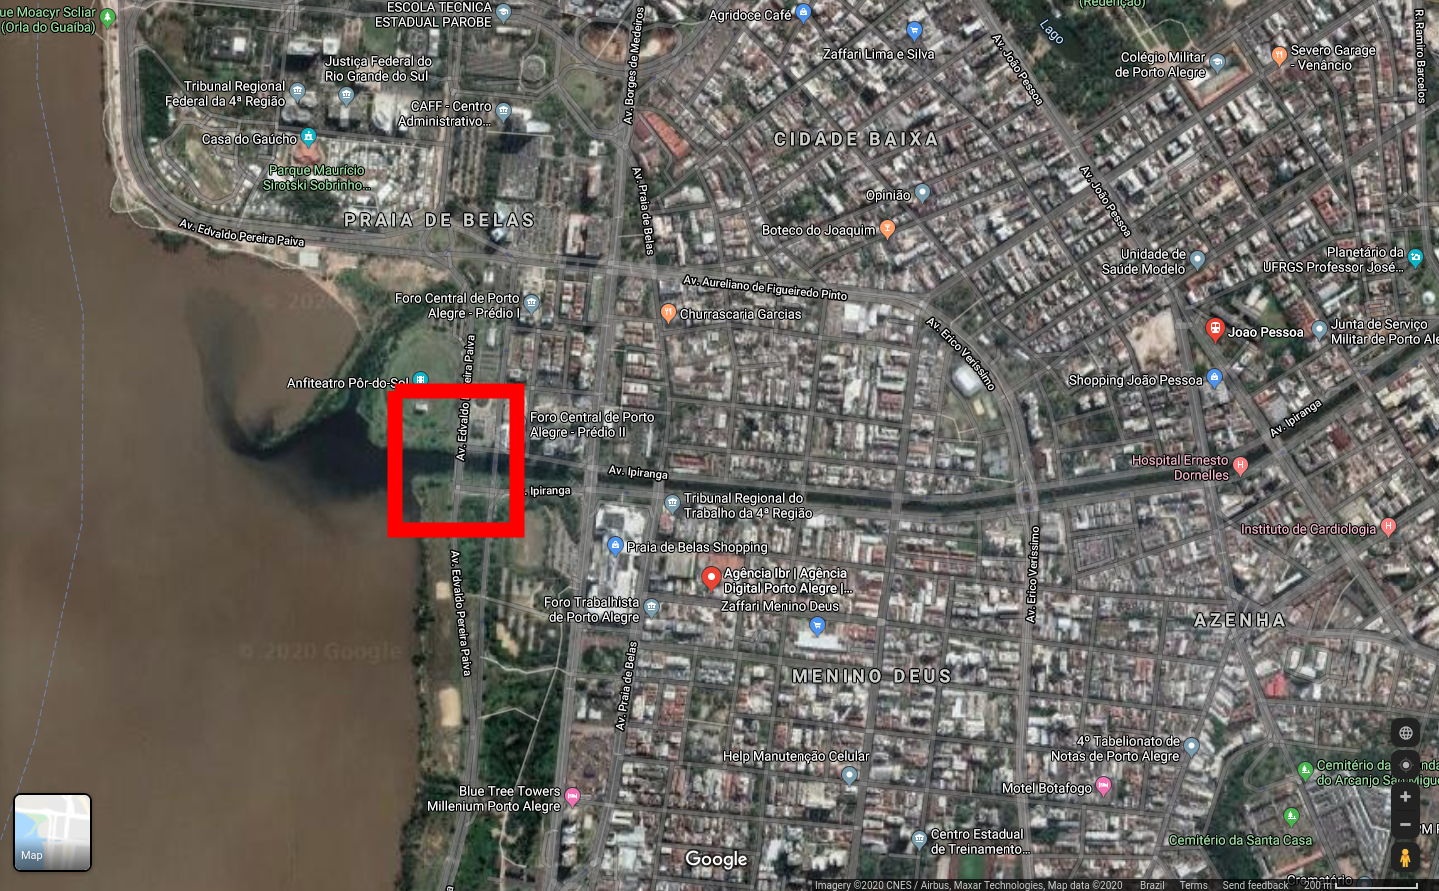 ue Moacyr Scliar
(Orla do Guaíba)
ESCOLA TECNICA
ESTADUAL PAROBE
Agridoce Café
Zaffari Lima e Silva
Lago
(Redenção)
Colégio Militar
de Porto Alegre
Severo Garage
- Venâncio
R. Ramiro Barcelos
Av. João Pessoa
Av. Borges de Medeiros
Justiça Federal do
Rio Grande do Sul
Tribunal Regional
Federal da 4ª Região
CAFF - Centro
Administrativo...
Casa do Gaúcho
Parque Maurício
Sirotski Sobrinho...
CIDADE BAIXA
Opinião
Boteco do Joaquim
Av. João Pessoa
Av. Praia de Belas
PRAIA DE BELAS
Av. Edvaldo Pereira Paiva
Unidade de
Saúde Modelo
Planetário da
UFRGS Professor José...
Av. Aureliano de Figueiredo Pinto
Foro Central de Porto
Alegre - Prédio I
Churrascaria Garcias
Av. Erico Veríssimo
Joao Pessoa
Junta de Serviço
Militar de Porto Ale
Anfiteatro Pôr-do-Sol
Shopping João Pessoa
Foro Central de Porto
Alegre - Prédio II
Av. Ipiranga
Av. Ipiranga
. Ipiranga
Hospital Ernesto
Dornelles
Tribunal Regional do
Trabalho da 4ª Região
Instituto de Cardiologia
Praia de Belas Shopping
Agência Ibr | Agência
Digital Porto Alegre |...
Zaffari Menino Deus
Foro Trabalhista
de Porto Alegre
Av. Erico Veríssimo
AZENHA
Av. Edvaldo Pereira Paiva
© 2020 Google
Av. Praia de Belas
MENINO DEUS
Help Manutenção Celular
4º Tabelionato de
Notas de Porto Alegre
Motel Botafogo
Blue Tree Towers
Millenium Porto Alegre
Centro Estadual
de Treinamento...
Cemitério da Santa Casa
Map
Google
Imagery ©2020 CNES / Airbus, Maxar Technologies, Map data ©2020
Brazil
Terms
Send feedback
200 m